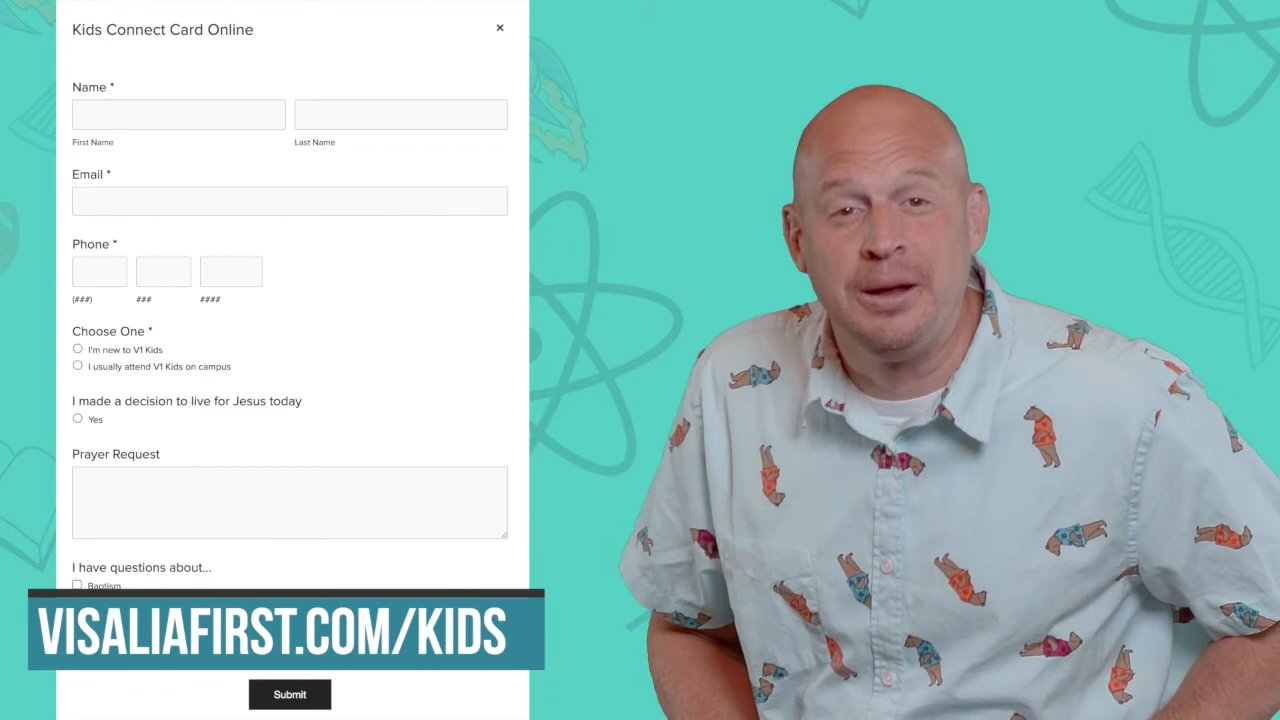 Kids Connect Card Online ×
Name *
First Name Last Name
Email *
Phone *
(###) ### ####
Choose One *
I'm new to V1 Kids
I usually attend V1 Kids on campus
I made a decision to live for Jesus today
Yes
Prayer Request
I have questions about...
Baptism
VISALIAFIRST.COM/KIDS
Submit